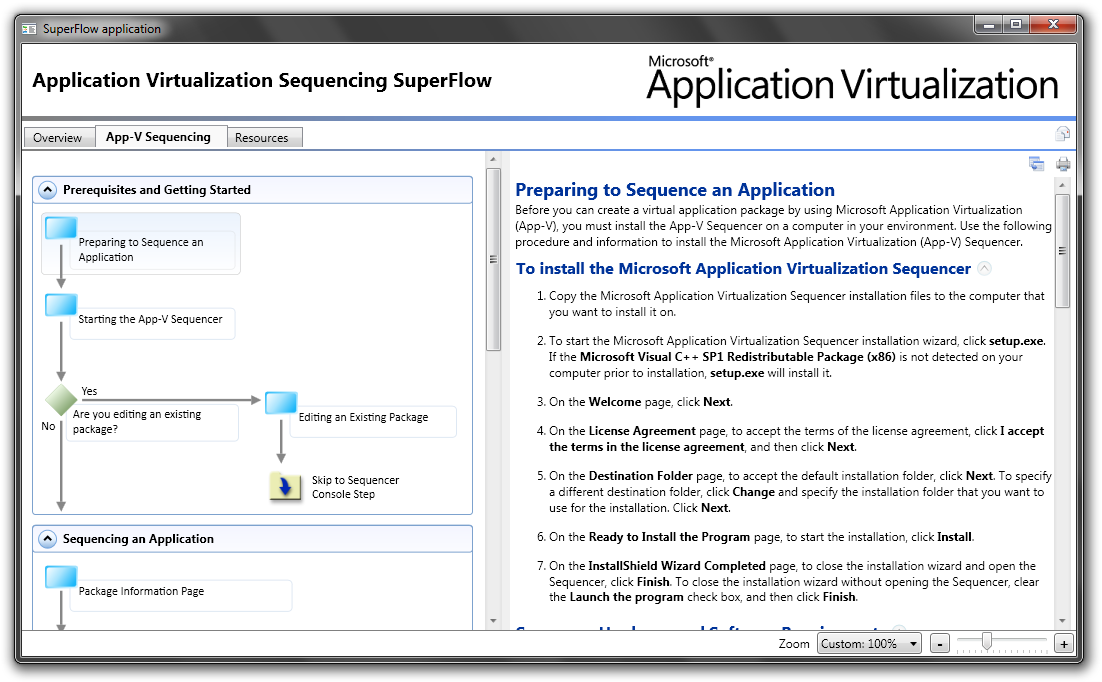 SuperFlow application
Application Virtualization Sequencing SuperFlow
Microsoft®
Application Virtualization
Overview
App-V Sequencing
Resources
Prerequisites and Getting Started
Preparing to Sequence an
Application
Starting the App-V Sequencer
Yes
Are you editing an existing
package?
No
Editing an Existing Package
Skip to Sequencer
Console Step
Sequencing an Application
Package Information Page
Preparing to Sequence an Application
Before you can create a virtual application package by using Microsoft Application Virtualization
(App-V), you must install the App-V Sequencer on a computer in your environment. Use the following
procedure and information to install the Microsoft Application Virtualization (App-V) Sequencer.
To install the Microsoft Application Virtualization Sequencer
1. Copy the Microsoft Application Virtualization Sequencer installation files to the computer that
you want to install it on.
2. To start the Microsoft Application Virtualization Sequencer installation wizard, click setup.exe.
If the Microsoft Visual C++ SP1 Redistributable Package (x86) is not detected on your
computer prior to installation, setup.exe will install it.
3. On the Welcome page, click Next.
4. On the License Agreement page, to accept the terms of the license agreement, click I accept
the terms in the license agreement, and then click Next.
5. On the Destination Folder page, to accept the default installation folder, click Next. To specify
a different destination folder, click Change and specify the installation folder that you want to
use for the installation. Click Next.
6. On the Ready to Install the Program page, to start the installation, click Install.
7. On the InstallShield Wizard Completed page, to close the installation wizard and open the
Sequencer, click Finish. To close the installation wizard without opening the Sequencer, clear
the Launch the program check box, and then click Finish.
Zoom
Custom: 100%